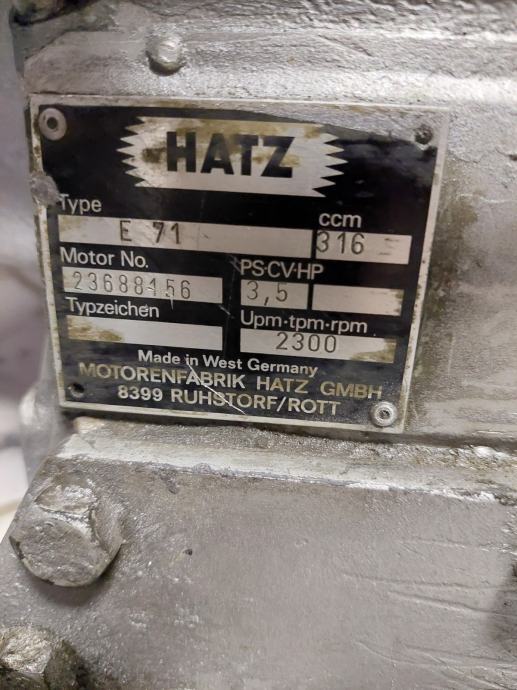 HATZ
Type
ccm
E 71
316
Motor No.
PS·CV·HP
23688156
3,5
Typzeichen
Upm·tpm·rpm
2300
Made in West Germany
MOTORENFABRIK HATZ GMBH
8399 RUHSTORF/ROTT